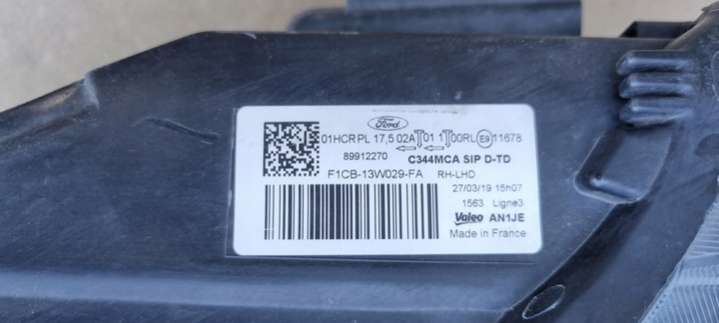 Ford
01HCR PL 17,5 02A 01 1 00RL E9 11678
89912270 C344MCA SIP D-TD
F1CB-13W029-FA RH-LHD
27/03/19 15h07
1563 Ligne3
Valeo AN1JE
Made in France